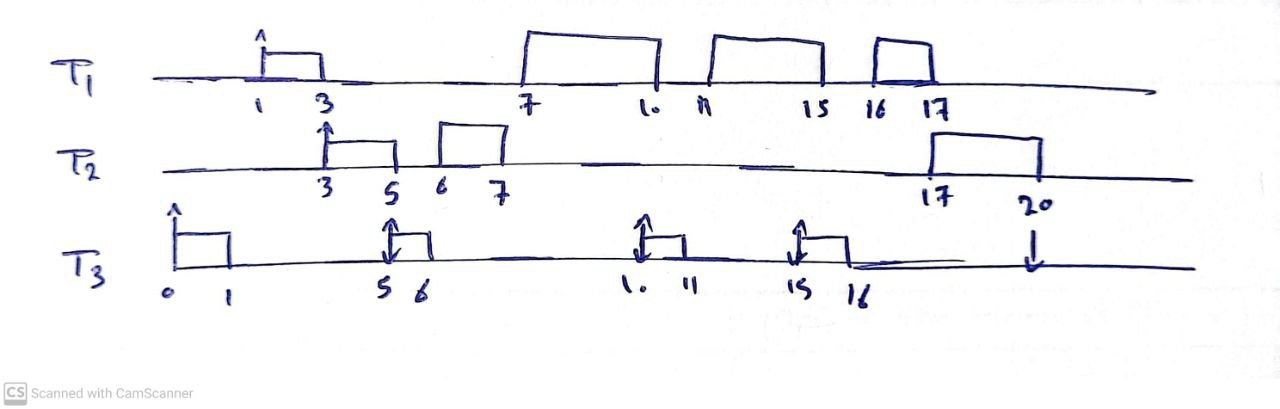 T1
1 3 7 10 11 15 16 17
T2
3 5 6 7 17 20
T3
0 1 5 6 10 11 15 16
CS Scanned with CamScanner